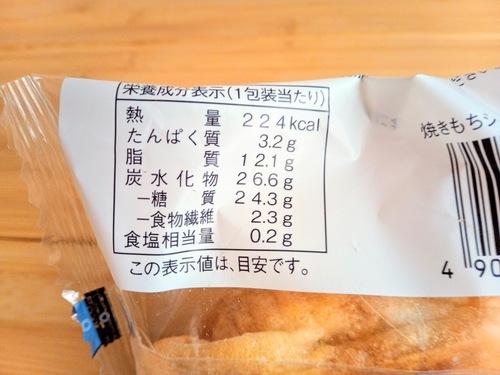 栄養成分表示(1包装当たり)
熱量 224kcal
たんぱく質 3.2g
脂質 12.1g
炭水化物 26.6g
－糖質 24.3g
－食物繊維 2.3g
食塩相当量 0.2g
この表示値は、目安です。
焼きもちシ
4 90